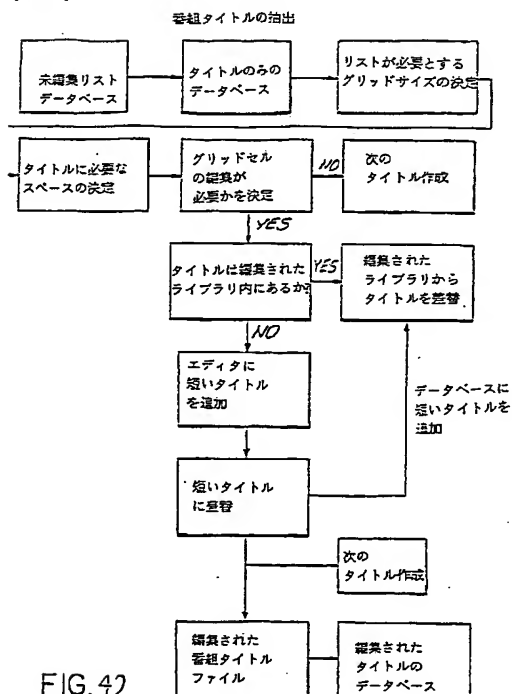 番組タイトルの抽出
未編集リスト
データベース
タイトルのみの
データベース
リストが必要とする
グリッドサイズの決定
タイトルに必要な
スペースの決定
グリッドセル
の編集が
必要かを決定
NO
次の
タイトル作成
YES
タイトルは編集された
ライブラリ内にあるか?
YES
編集された
ライブラリから
タイトルを差替
NO
エディタに
短いタイトル
を追加
データベースに
短いタイトルを
追加
短いタイトル
に差替
次の
タイトル作成
編集された
番組タイトル
ファイル
編集された
タイトルの
データベース
FIG.42